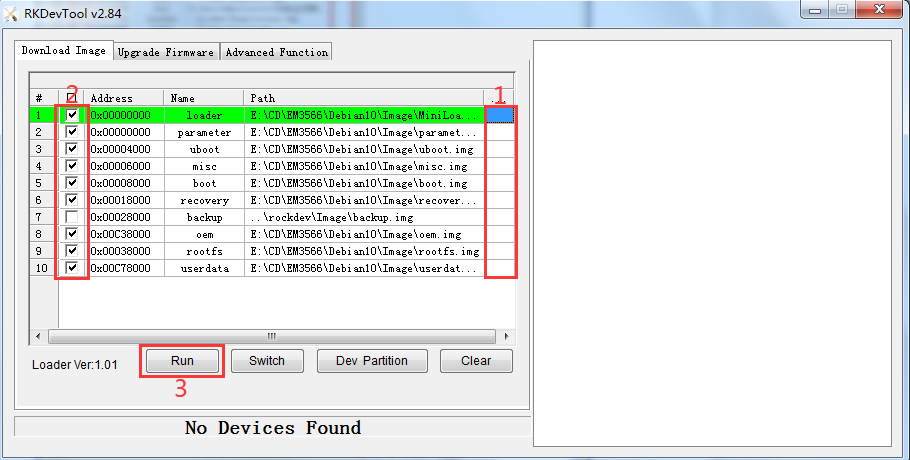 RKDevTool v2.84
Download Image Upgrade Firmware Advanced Function
# 2 Address Name Path 1 ...
1 0x00000000 loader E:\CD\EM3566\Debian10\Image\MiniLoa...
2 0x00000000 parameter E:\CD\EM3566\Debian10\Image\paramet...
3 0x00004000 uboot E:\CD\EM3566\Debian10\Image\uboot.img
4 0x00006000 misc E:\CD\EM3566\Debian10\Image\misc.img
5 0x00008000 boot E:\CD\EM3566\Debian10\Image\boot.img
6 0x00018000 recovery E:\CD\EM3566\Debian10\Image\recover...
7 0x00028000 backup ..\rockdev\Image\backup.img
8 0x00C38000 oem E:\CD\EM3566\Debian10\Image\oem.img
9 0x00038000 rootfs E:\CD\EM3566\Debian10\Image\rootfs.img
10 0x00C78000 userdata E:\CD\EM3566\Debian10\Image\userdat...
Loader Ver:1.01 Run Switch Dev Partition Clear
3
No Devices Found